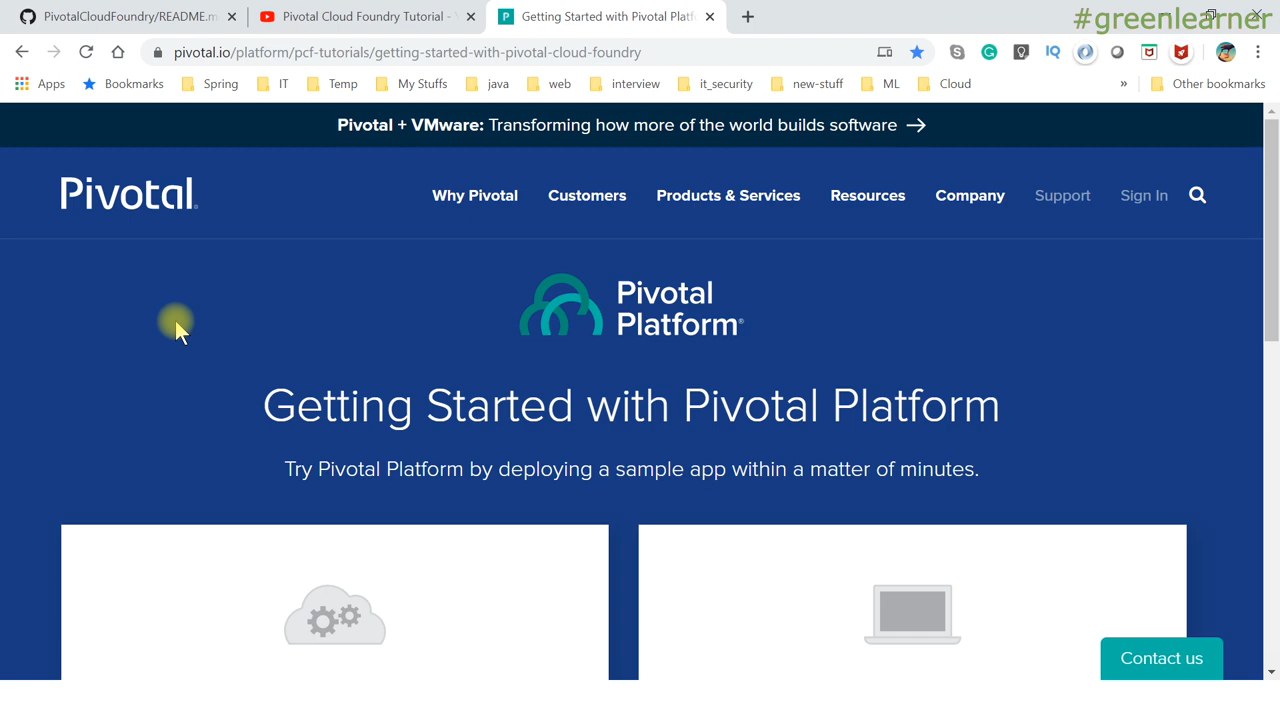 #greenlearner
PivotalCloudFoundry/README.m
Pivotal Cloud Foundry Tutorial -
Getting Started with Pivotal Platf
pivotal.io/platform/pcf-tutorials/getting-started-with-pivotal-cloud-foundry
Apps Bookmarks Spring IT Temp My Stuffs java web interview it_security new-stuff ML Cloud » Other bookmarks
Pivotal + VMware: Transforming how more of the world builds software →
Pivotal
Why Pivotal Customers Products & Services Resources Company Support Sign In
Pivotal
Platform®
Getting Started with Pivotal Platform
Try Pivotal Platform by deploying a sample app within a matter of minutes.
Contact us